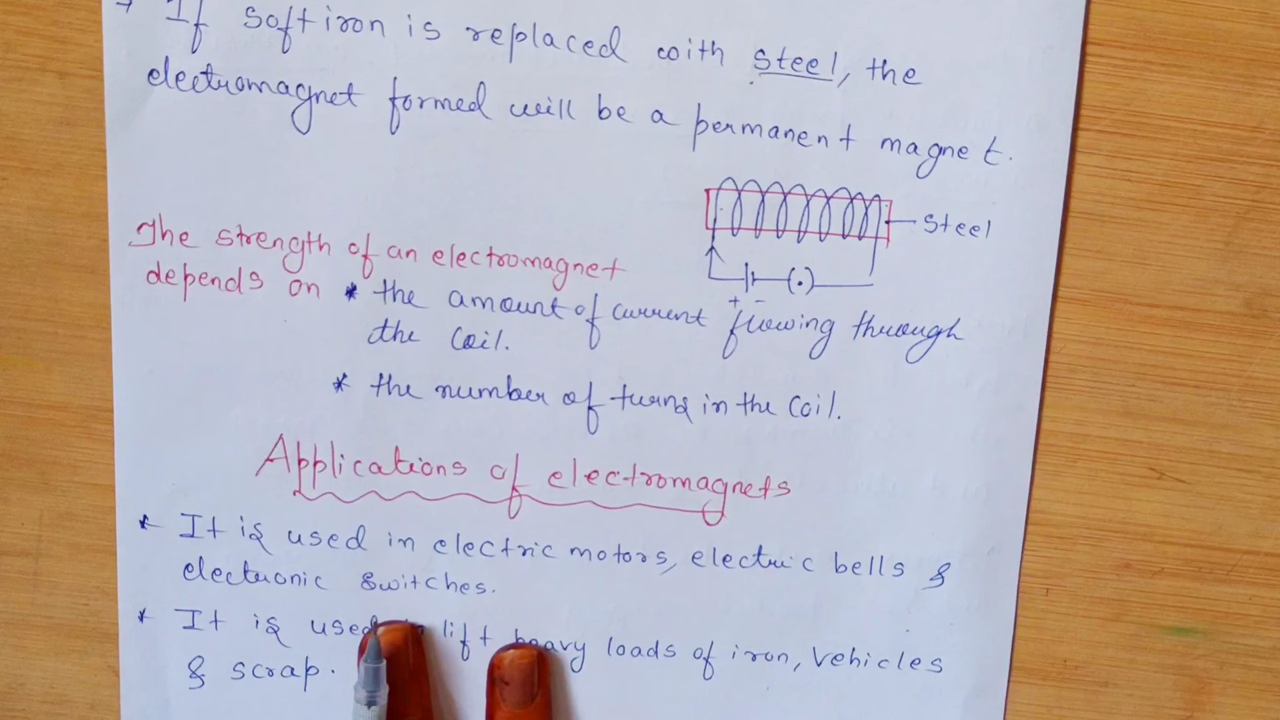 → If soft iron is replaced with steel, the
electromagnet formed will be a permanent magnet.
Steel
+ -
The strength of an electromagnet
depends on * the amount of current flowing through
the coil.
* the number of turns in the coil.
Applications of electromagnets
* It is used in electric motors, electric bells &
electronic switches.
* It is used to lift heavy loads of iron, vehicles
& scrap.